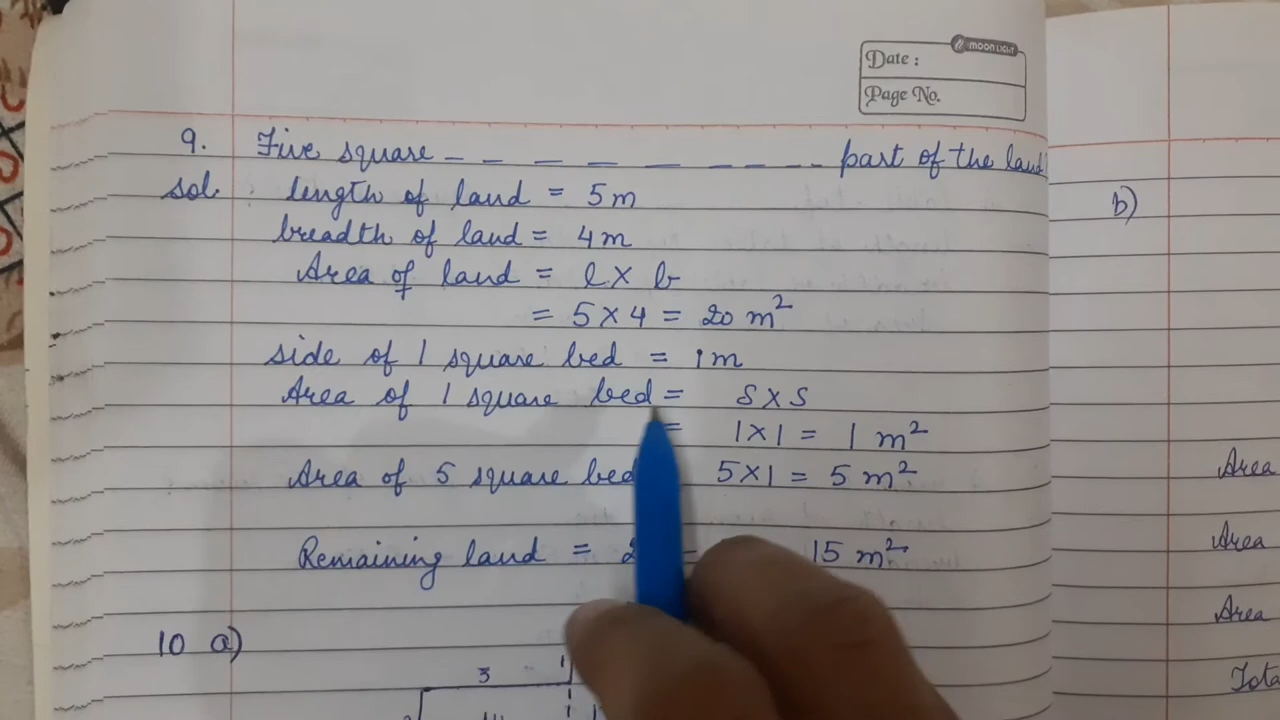 MOONLIGHT
Date :
Page No.
9. Five square _ _ _ _ _ _ _ _ _ part of the land
sol : length of land = 5m
breadth of land = 4m
Area of land = l × b
= 5 × 4 = 20 m²
side of 1 square bed = 1m
Area of 1 square bed = S × S
= 1×1 = 1 m²
Area of 5 square bed 5×1 = 5 m²
Remaining land = 2 - 15 m²
10 a)
3 1
b)
Area
Area
Area
Tota